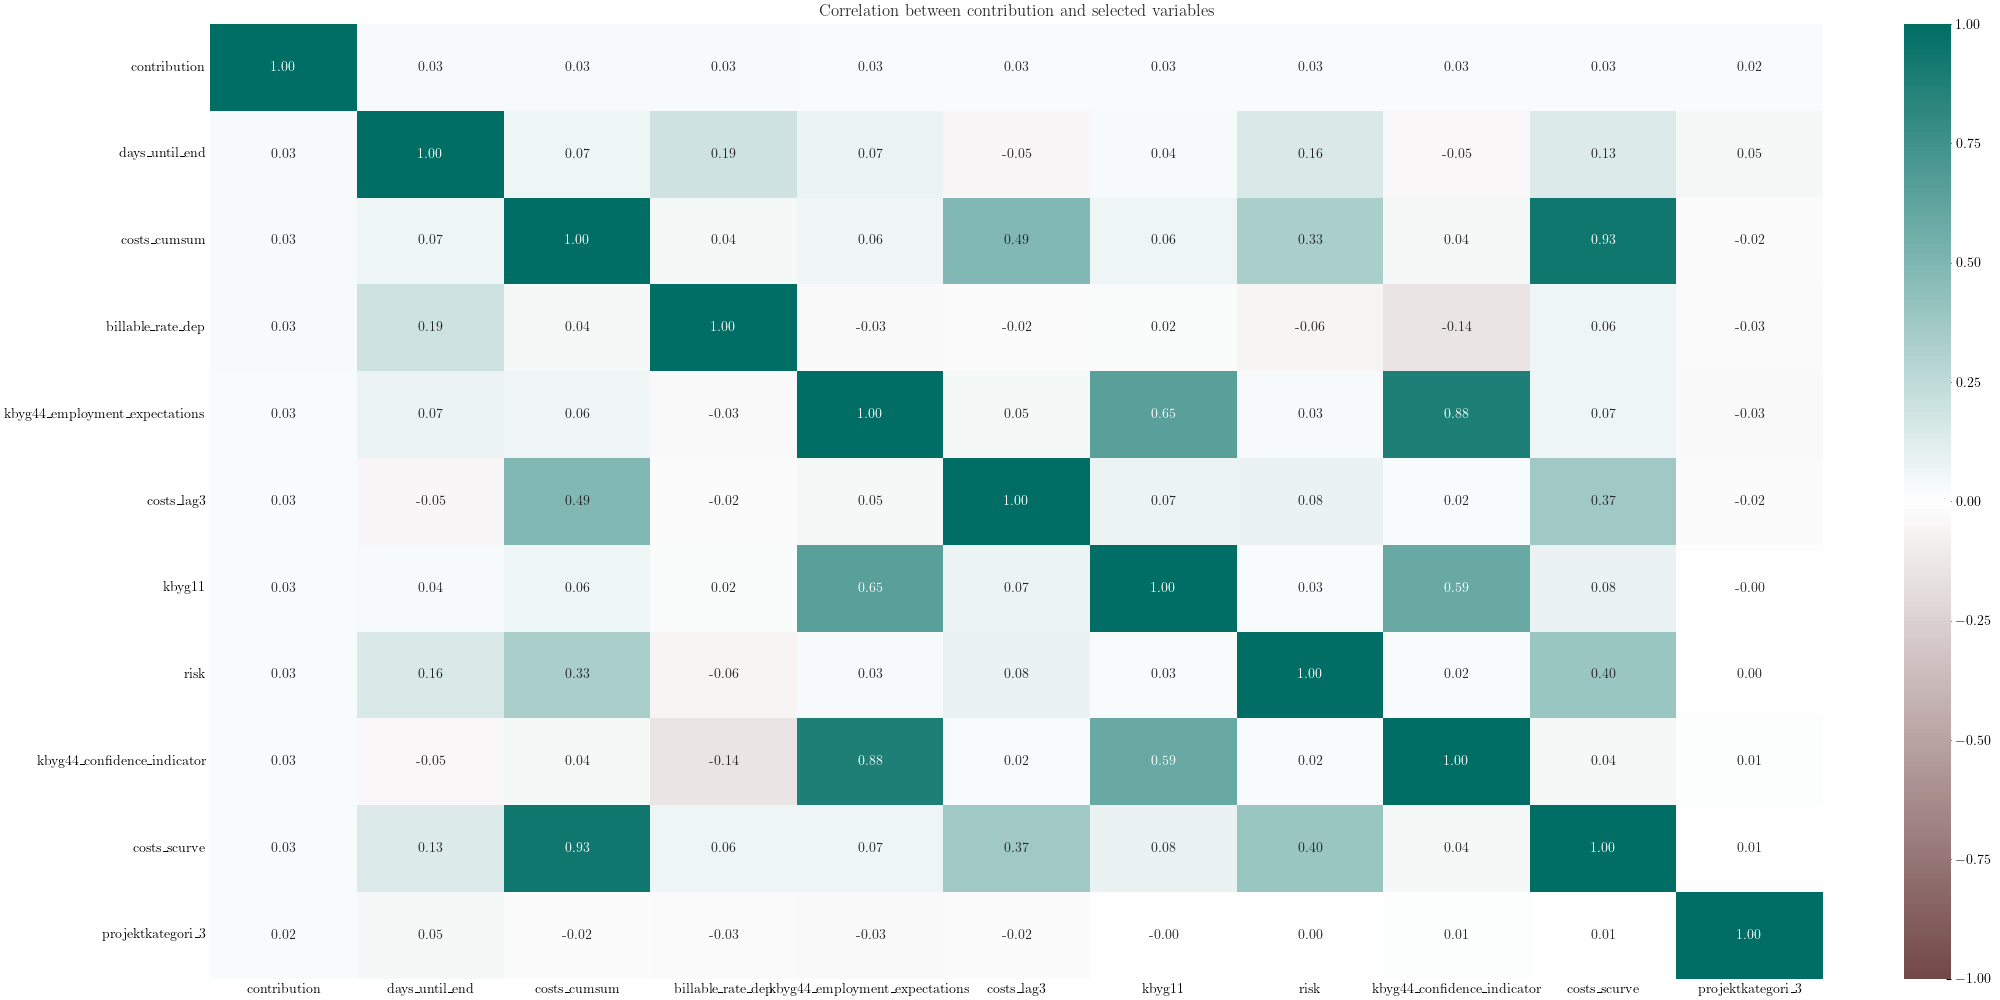 Correlation between contribution and selected variables
contribution 1.00 0.03 0.03 0.03 0.03 0.03 0.03 0.03 0.03 0.03 0.02
days_until_end 0.03 1.00 0.07 0.19 0.07 -0.05 0.04 0.16 -0.05 0.13 0.05
costs_cumsum 0.03 0.07 1.00 0.04 0.06 0.49 0.06 0.33 0.04 0.93 -0.02
billable_rate_dep 0.03 0.19 0.04 1.00 -0.03 -0.02 0.02 -0.06 -0.14 0.06 -0.03
kbyg44_employment_expectations 0.03 0.07 0.06 -0.03 1.00 0.05 0.65 0.03 0.88 0.07 -0.03
costs_lag3 0.03 -0.05 0.49 -0.02 0.05 1.00 0.07 0.08 0.02 0.37 -0.02
kbyg11 0.03 0.04 0.06 0.02 0.65 0.07 1.00 0.03 0.59 0.08 -0.00
risk 0.03 0.16 0.33 -0.06 0.03 0.08 0.03 1.00 0.02 0.40 0.00
kbyg44_confidence_indicator 0.03 -0.05 0.04 -0.14 0.88 0.02 0.59 0.02 1.00 0.04 0.01
costs_scurve 0.03 0.13 0.93 0.06 0.07 0.37 0.08 0.40 0.04 1.00 0.01
projektkategori_3 0.02 0.05 -0.02 -0.03 -0.03 -0.02 -0.00 0.00 0.01 0.01 1.00
contribution days_until_end costs_cumsum billable_rate_dep kbyg44_employment_expectations costs_lag3 kbyg11 risk kbyg44_confidence_indicator costs_scurve projektkategori_3
1.00
0.75
0.50
0.25
0.00
−0.25
−0.50
−0.75
−1.00